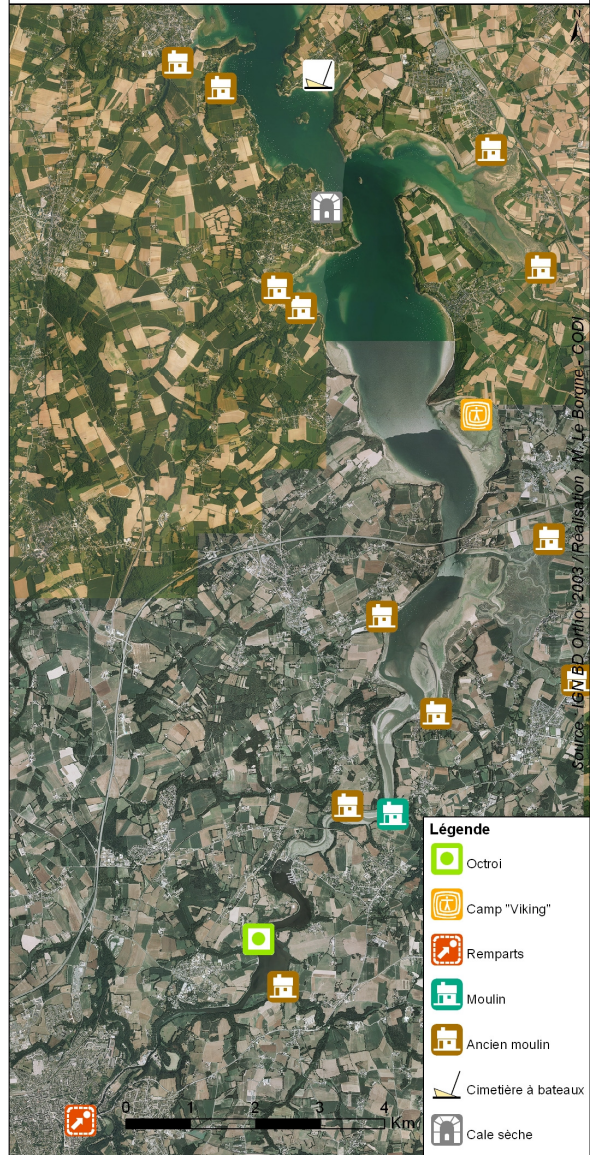 N
Source : IGN BD Ortho, 2003 / Réalisation : M. Le Borgne - CODI
Légende
Octroi
Camp "Viking"
Remparts
Moulin
Ancien moulin
Cimetière à bateaux
Cale sèche
0 1 2 3 4
Km